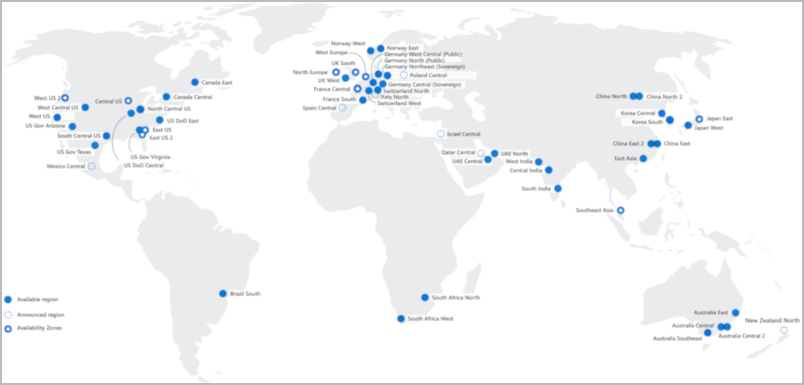 Norway West
Norway East
West Europe
Germany West Central (Public)
Germany North (Public)
UK South
Germany Northeast (Sovereign)
North Europe
Poland Central
UK West
Germany Central (Sovereign)
France Central
Switzerland North
France South
Italy North
Switzerland West
Spain Central
Canada East
West US 2
Central US
Canada Central
West Central US
North Central US
West US
US DoD East
US Gov Arizona
East US
South Central US
East US 2
US Gov Texas
US Gov Virginia
Mexico Central
US DoD Central
Israel Central
Qatar Central
UAE North
UAE Central
West India
Central India
South India
China North
China North 2
Korea Central
Korea South
Japan East
Japan West
China East 2
China East
East Asia
Southeast Asia
Brazil South
South Africa North
South Africa West
Available region
Announced region
Availability Zones
Australia East
New Zealand North
Australia Central
Australia Central 2
Australia Southeast